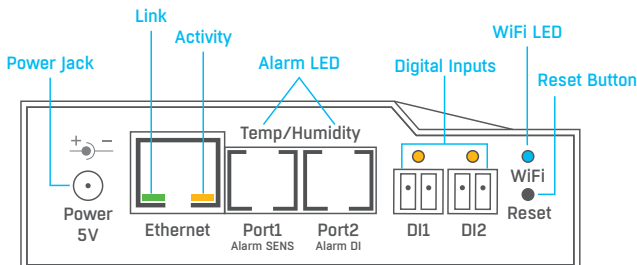 Link
Activity
WiFi LED
Power Jack
Alarm LED
Digital Inputs
Reset Button
Temp/Humidity
+ −
WiFi
Power
5V
Ethernet
Port1
Alarm SENS
Port2
Alarm DI
DI1
DI2
Reset